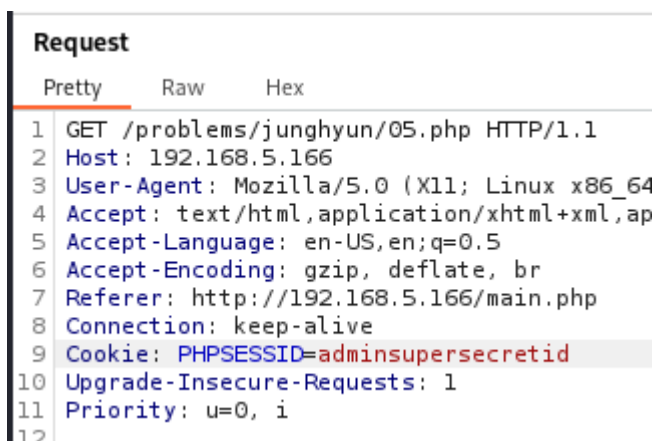 Request
Pretty Raw Hex
1 GET /problems/junghyun/05.php HTTP/1.1
2 Host: 192.168.5.166
3 User-Agent: Mozilla/5.0 (X11; Linux x86_64
4 Accept: text/html,application/xhtml+xml,ap
5 Accept-Language: en-US,en;q=0.5
6 Accept-Encoding: gzip, deflate, br
7 Referer: http://192.168.5.166/main.php
8 Connection: keep-alive
9 Cookie: PHPSESSID=adminsupersecretid
10 Upgrade-Insecure-Requests: 1
11 Priority: u=0, i
12